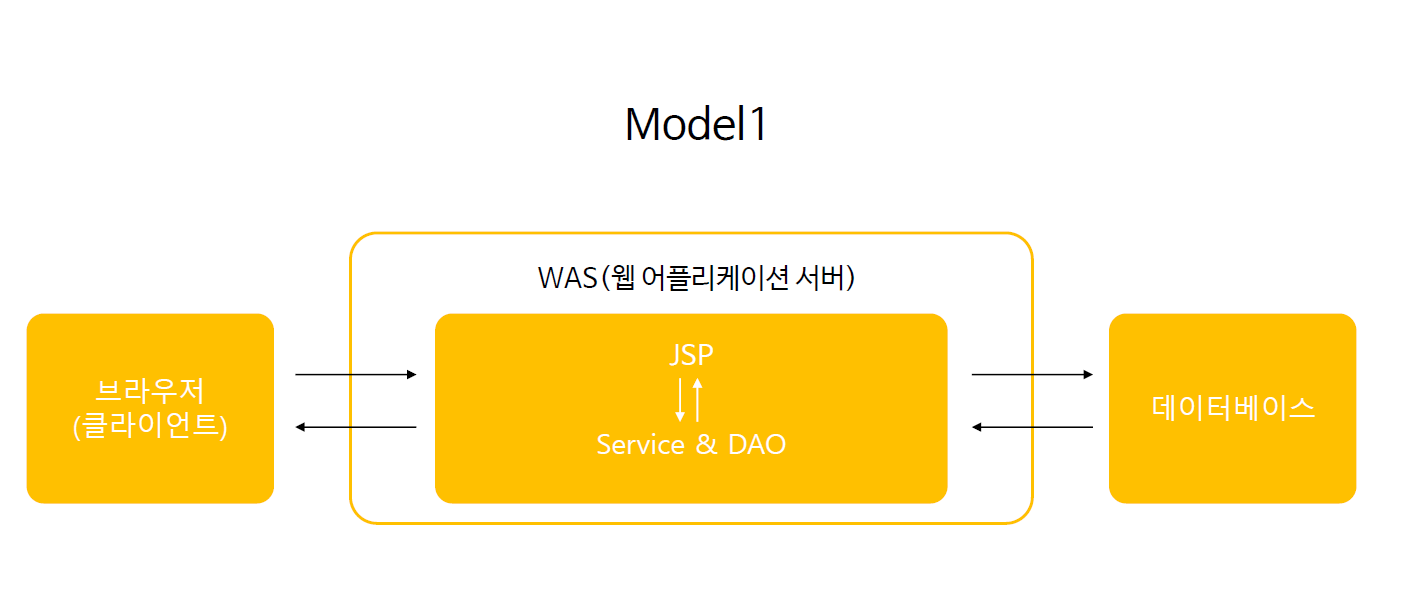 Model1
WAS(웹 어플리케이션 서버)
브라우저
(클라이언트)
JSP
Service & DAO
데이터베이스